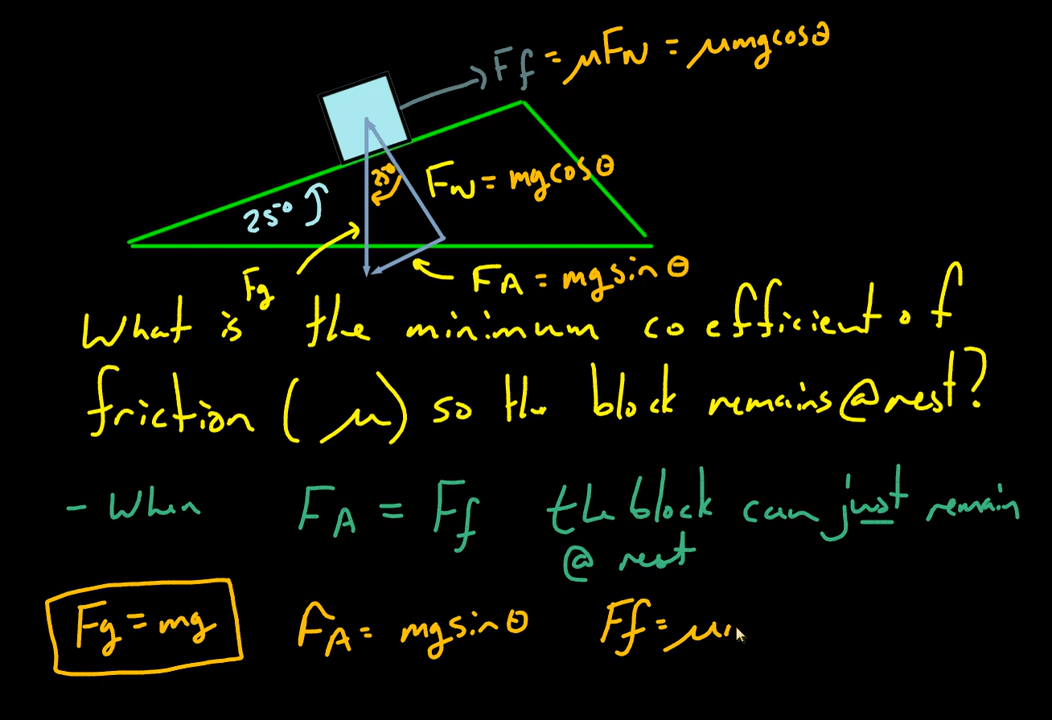 Ff = μFN = μmgcosθ
25°
FN = mgcosθ
25°
Fg
FA = mgsinθ
What is the minimum coefficient of
friction (μ) so the block remains @ rest?
- When FA = Ff the block can just remain
@ rest
Fg = mg FA = mgsinθ Ff = μm